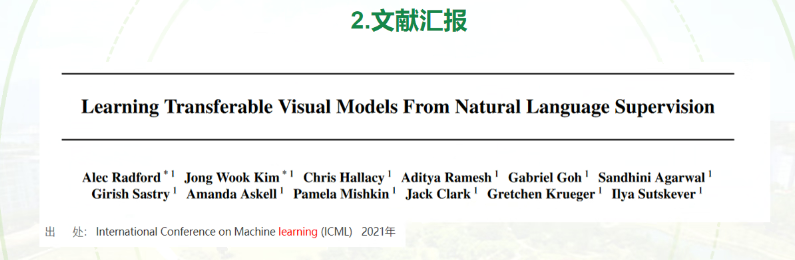 2.文献汇报
Learning Transferable Visual Models From Natural Language Supervision
Alec Radford * 1 Jong Wook Kim * 1 Chris Hallacy 1 Aditya Ramesh 1 Gabriel Goh 1 Sandhini Agarwal 1
Girish Sastry 1 Amanda Askell 1 Pamela Mishkin 1 Jack Clark 1 Gretchen Krueger 1 Ilya Sutskever 1
出 处: International Conference on Machine learning (ICML) 2021年